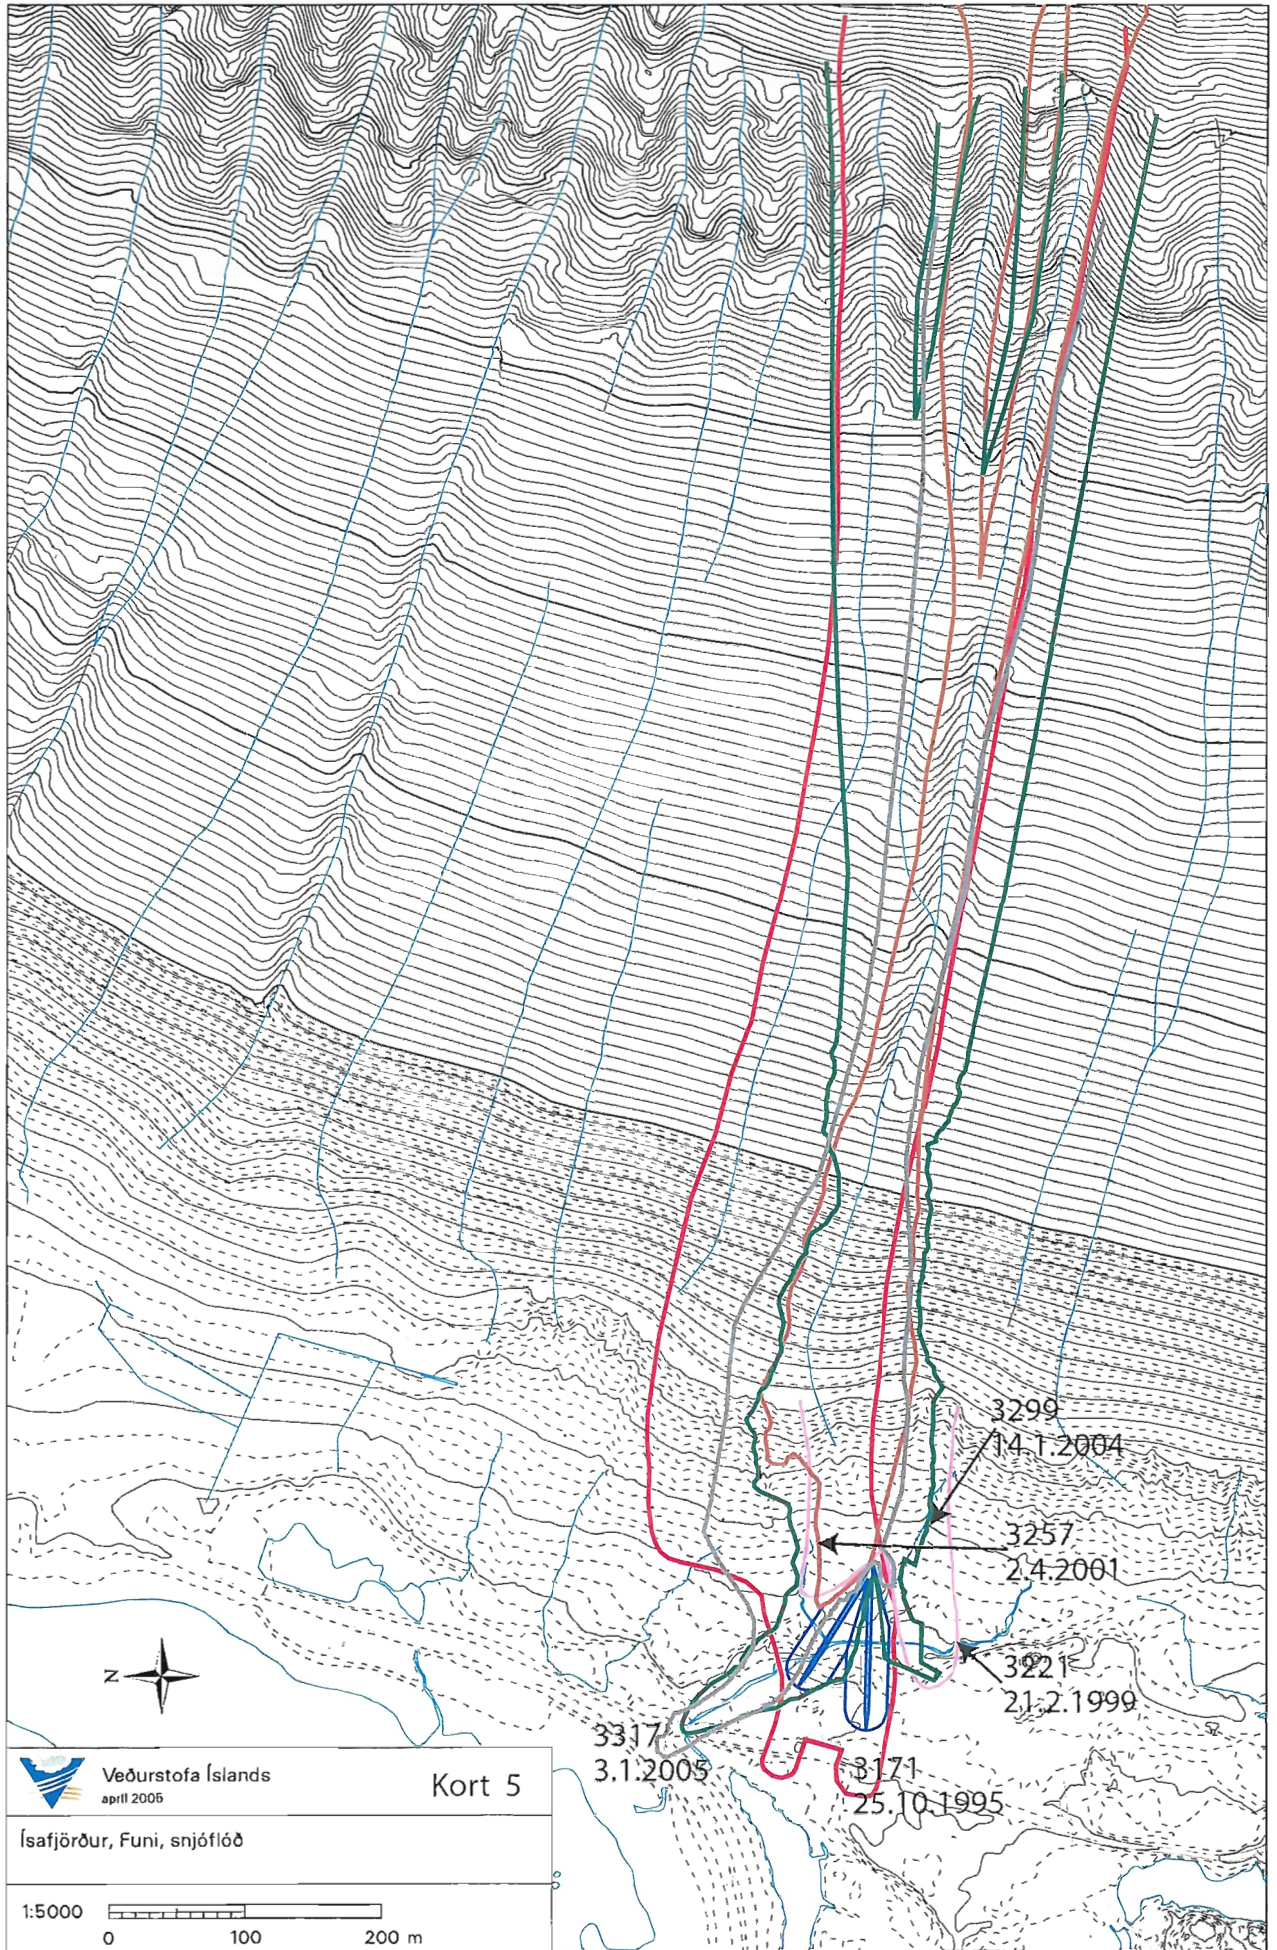 3299
14.1.2004
3257
2.4.2001
3221
21.2.1999
3317
3.1.2005
3171
25.10.1995
N
Veðurstofa Íslands
apríl 2005
Kort 5
Ísafjörður, Funi, snjóflóð
1:5000
0 100 200 m